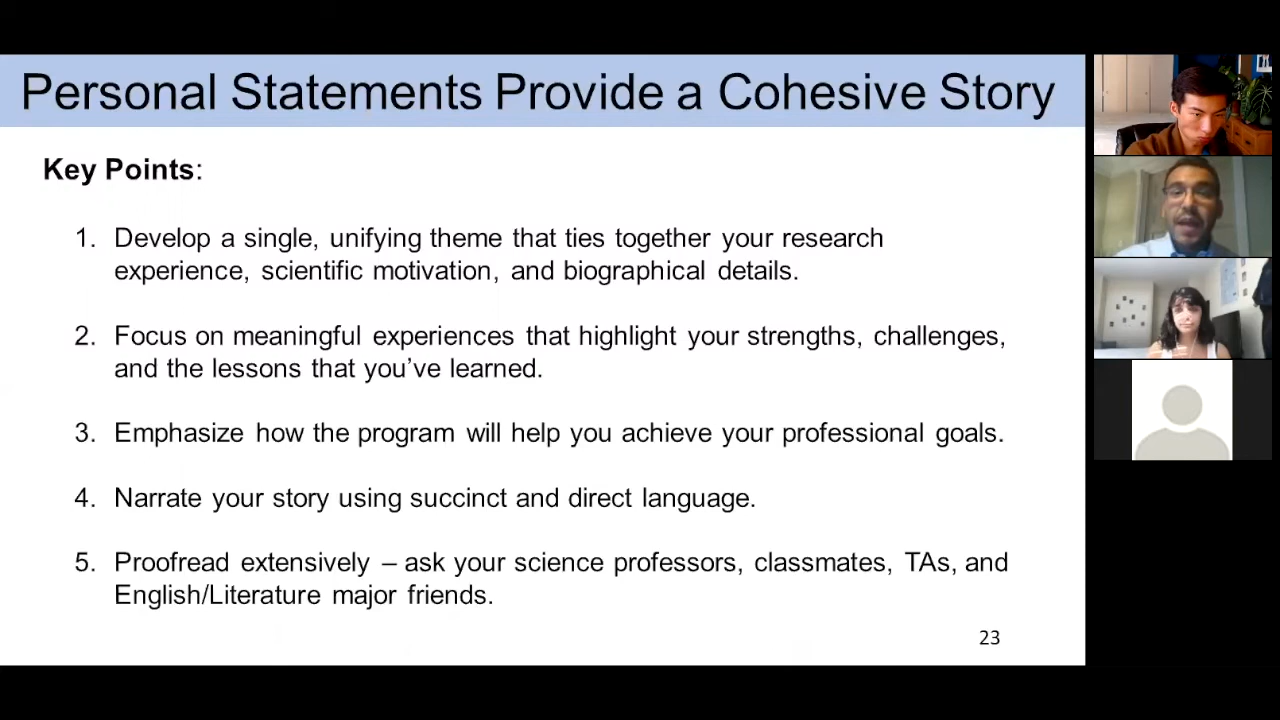 Personal Statements Provide a Cohesive Story
Key Points:
1. Develop a single, unifying theme that ties together your research
experience, scientific motivation, and biographical details.
2. Focus on meaningful experiences that highlight your strengths, challenges,
and the lessons that you’ve learned.
3. Emphasize how the program will help you achieve your professional goals.
4. Narrate your story using succinct and direct language.
5. Proofread extensively – ask your science professors, classmates, TAs, and
English/Literature major friends.
23